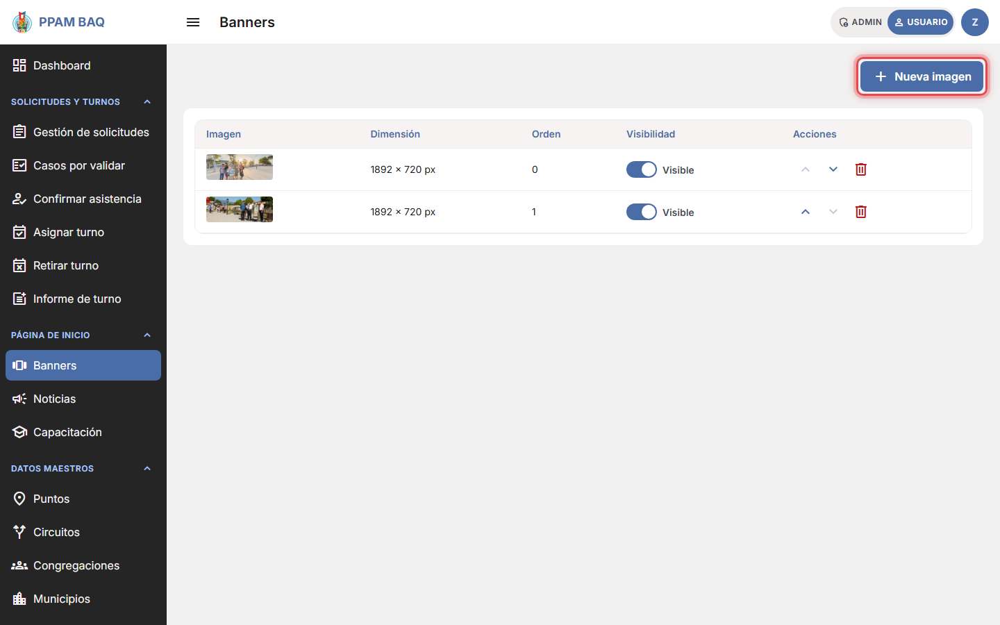 PPAM BAQ
Banners
ADMIN
USUARIO
Z
Dashboard
SOLICITUDES Y TURNOS
Gestión de solicitudes
Casos por validar
Confirmar asistencia
Asignar turno
Retirar turno
Informe de turno
PÁGINA DE INICIO
Banners
Noticias
Capacitación
DATOS MAESTROS
Puntos
Circuitos
Congregaciones
Municipios
Nueva imagen
Imagen Dimensión Orden Visibilidad Acciones
1892 × 720 px 0 Visible
1892 × 720 px 1 Visible